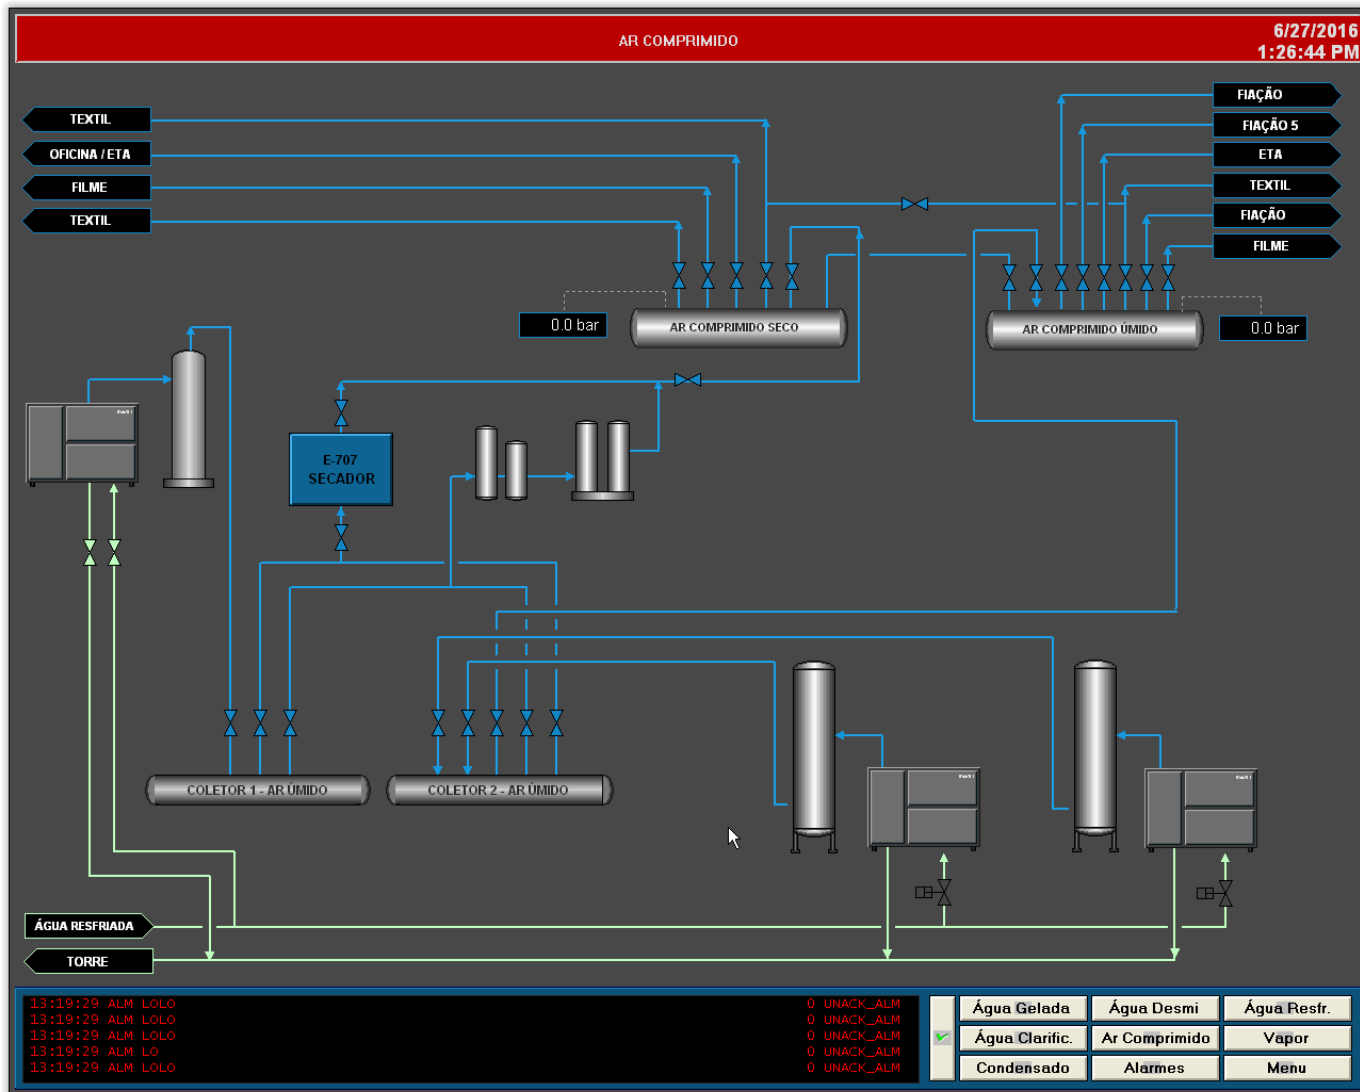 AR COMPRIMIDO
6/27/2016
1:26:44 PM
TEXTIL
OFICINA / ETA
FILME
TEXTIL
FIAÇÃO
FIAÇÃO 5
ETA
TEXTIL
FIAÇÃO
FILME
0.0 bar
AR COMPRIMIDO SECO
AR COMPRIMIDO ÚMIDO
0.0 bar
E-707
SECADOR
COLETOR 1 - AR ÚMIDO
COLETOR 2 - AR ÚMIDO
ÁGUA RESFRIADA
TORRE
13:19:29 ALM LOLO 0 UNACK_ALM
13:19:29 ALM LOLO 0 UNACK_ALM
13:19:29 ALM LOLO 0 UNACK_ALM
13:19:29 ALM LO 0 UNACK_ALM
13:19:29 ALM LOLO 0 UNACK_ALM
Água Gelada Água Desmi Água Resfr.
Água Clarific. Ar Comprimido Vapor
Condensado Alarmes Menu